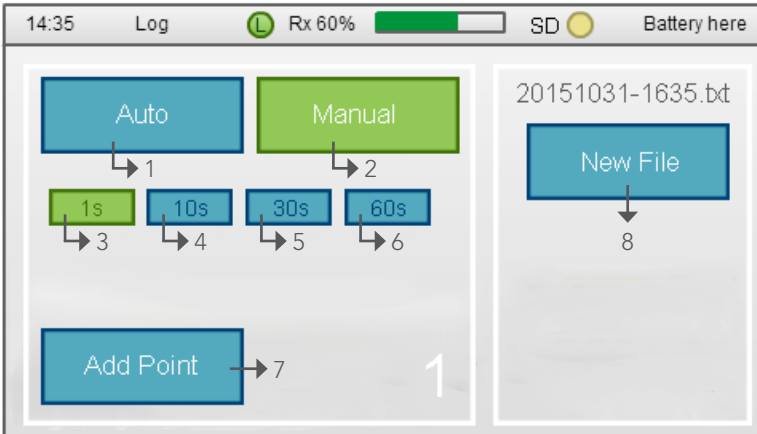 14:35 Log L Rx 60% SD Battery here
Auto Manual
1 2
1s 10s 30s 60s
3 4 5 6
Add Point 7 1
20151031-1635.txt
New File
8